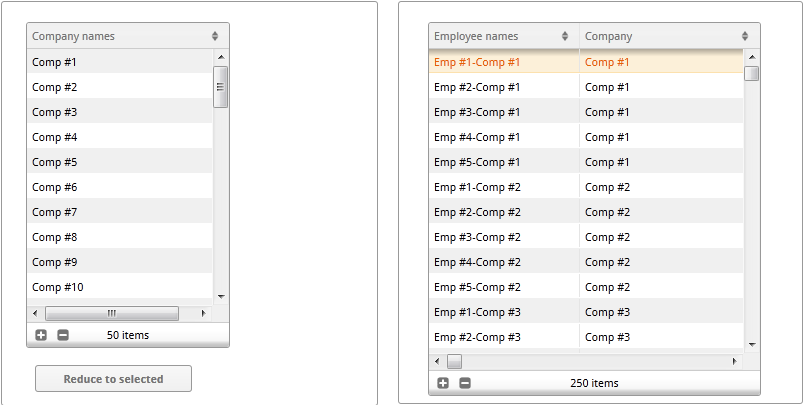 Company names
Comp #1
Comp #2
Comp #3
Comp #4
Comp #5
Comp #6
Comp #7
Comp #8
Comp #9
Comp #10
50 items
Reduce to selected
Employee names Company
Emp #1-Comp #1 Comp #1
Emp #2-Comp #1 Comp #1
Emp #3-Comp #1 Comp #1
Emp #4-Comp #1 Comp #1
Emp #5-Comp #1 Comp #1
Emp #1-Comp #2 Comp #2
Emp #2-Comp #2 Comp #2
Emp #3-Comp #2 Comp #2
Emp #4-Comp #2 Comp #2
Emp #5-Comp #2 Comp #2
Emp #1-Comp #3 Comp #3
Emp #2-Comp #3 Comp #3
250 items